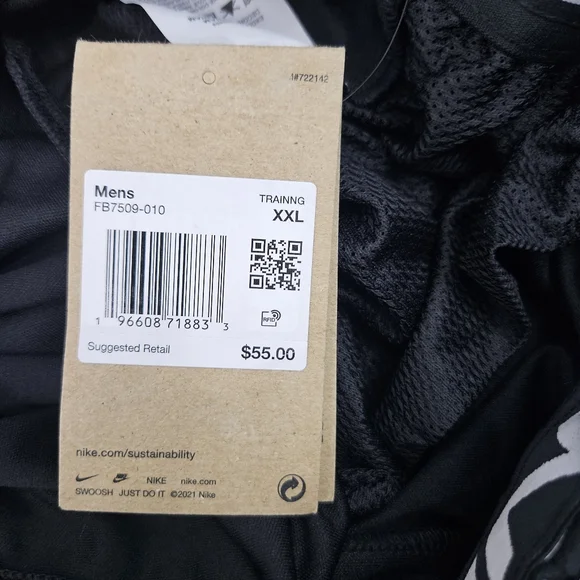 1#722142
Mens
FB7509-010
TRAINNG
XXL
1 96608 71883 3
RFID
Suggested Retail
$55.00
nike.com/sustainability
NIKE nike.com
SWOOSH JUST DO IT ©2021 Nike